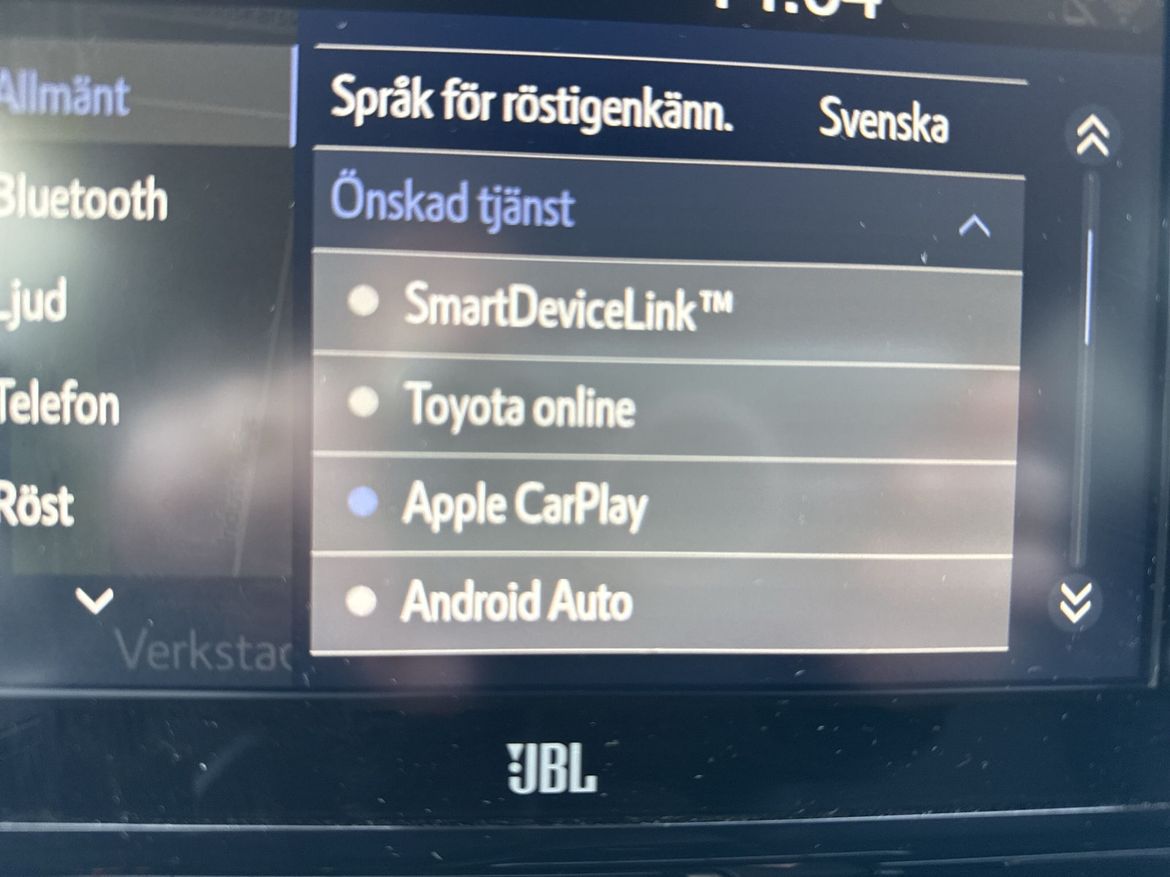 Allmänt
Bluetooth
Ljud
Telefon
Röst
Språk för röstigenkänn. Svenska
Önskad tjänst
SmartDeviceLink™
Toyota online
Apple CarPlay
Android Auto
JBL